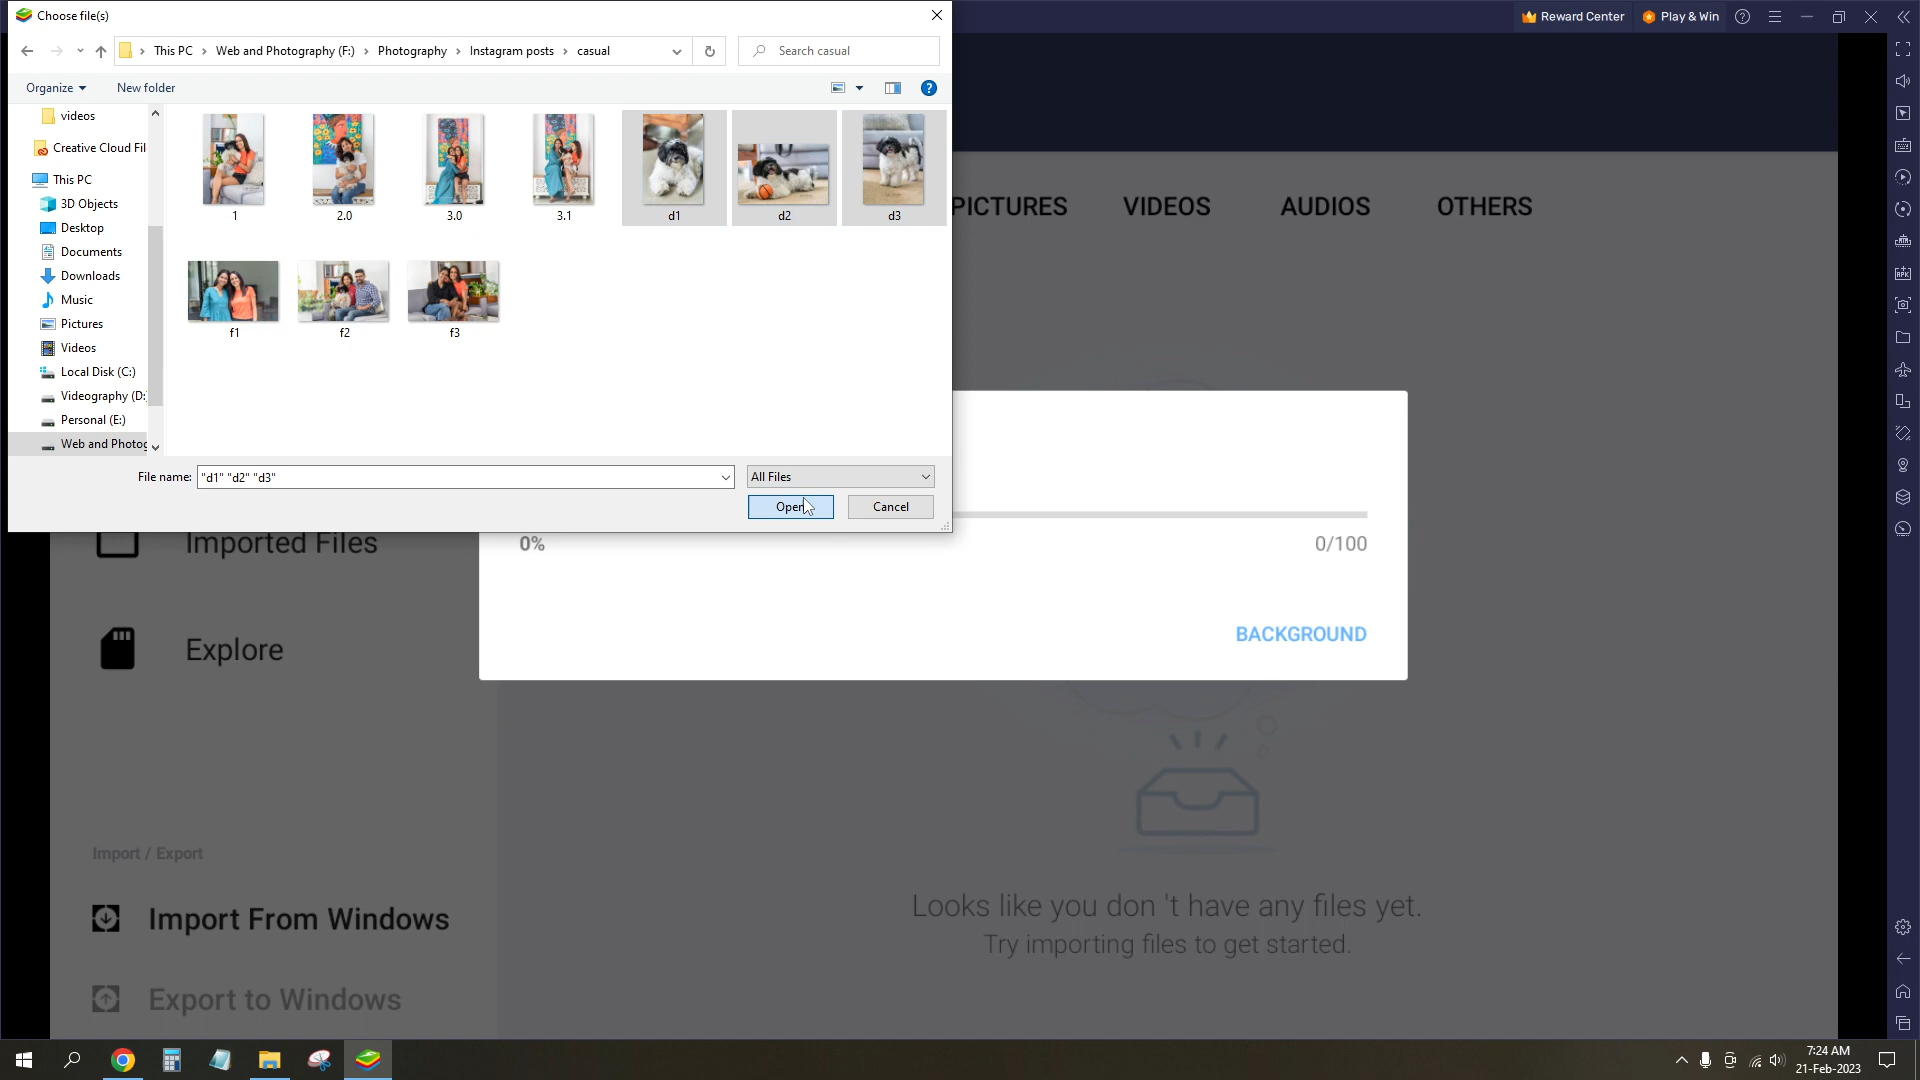 Choose file(s)
Reward Center
Play & Win
This PC
Web and Photography (F:)
Photography
Instagram posts
casual
Search casual
Organize
New folder
videos
Creative Cloud Fil
This PC
3D Objects
Desktop
Documents
Downloads
Music
Pictures
Videos
Local Disk (C:)
Videography (D:
Personal (E:)
Web and Photog
1
2.0
3.0
3.1
d1
d2
d3
f1
f2
f3
File name:
"d1" "d2" "d3"
All Files
Open
Cancel
PICTURES
VIDEOS
AUDIOS
OTHERS
0%
0/100
BACKGROUND
Imported Files
Explore
Import / Export
Import From Windows
Export to Windows
Looks like you don 't have any files yet.
Try importing files to get started.
7:24 AM
21-Feb-2023